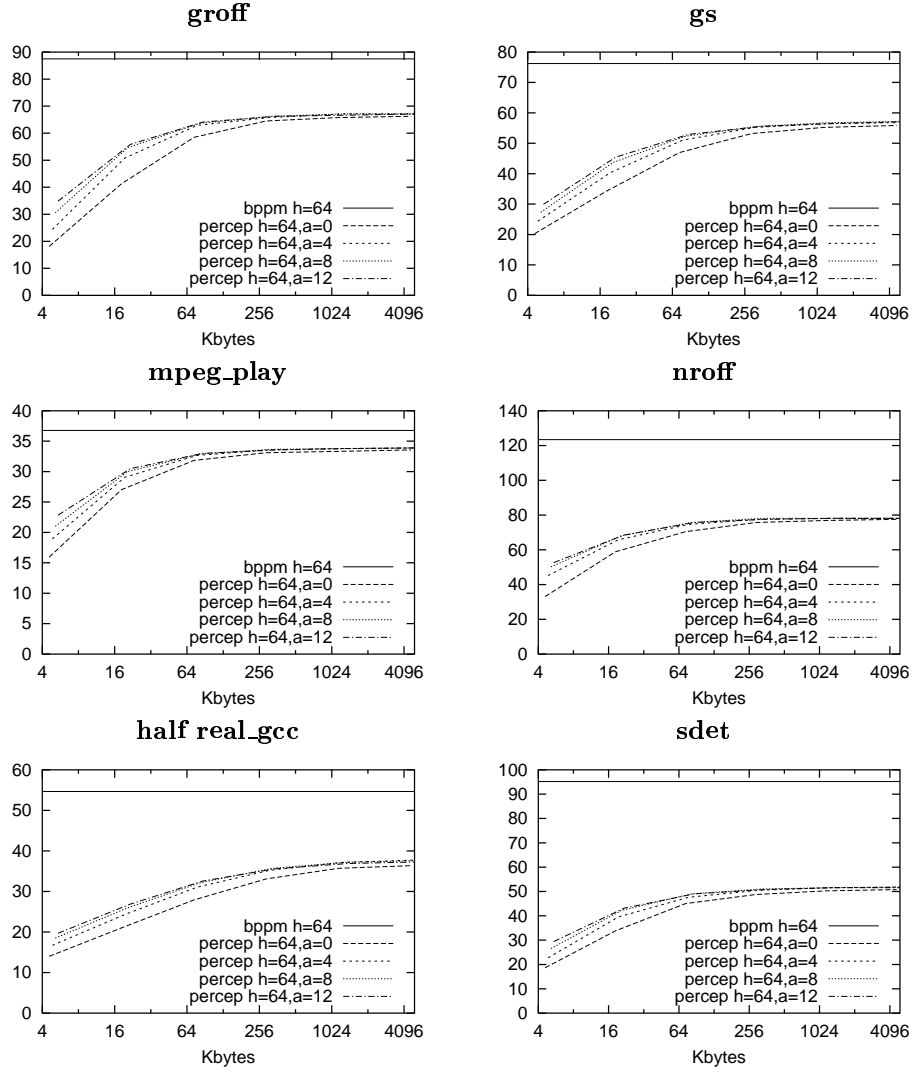 groff
90
80
70
60
50
40
30
20
10
0
bppm h=64
percep h=64,a=0
percep h=64,a=4
percep h=64,a=8
percep h=64,a=12
4 16 64 256 1024 4096
Kbytes
gs
80
70
60
50
40
30
20
10
0
bppm h=64
percep h=64,a=0
percep h=64,a=4
percep h=64,a=8
percep h=64,a=12
4 16 64 256 1024 4096
Kbytes
mpeg_play
40
35
30
25
20
15
10
5
0
bppm h=64
percep h=64,a=0
percep h=64,a=4
percep h=64,a=8
percep h=64,a=12
4 16 64 256 1024 4096
Kbytes
nroff
140
120
100
80
60
40
20
0
bppm h=64
percep h=64,a=0
percep h=64,a=4
percep h=64,a=8
percep h=64,a=12
4 16 64 256 1024 4096
Kbytes
half real_gcc
60
50
40
30
20
10
0
bppm h=64
percep h=64,a=0
percep h=64,a=4
percep h=64,a=8
percep h=64,a=12
4 16 64 256 1024 4096
Kbytes
sdet
100
90
80
70
60
50
40
30
20
10
0
bppm h=64
percep h=64,a=0
percep h=64,a=4
percep h=64,a=8
percep h=64,a=12
4 16 64 256 1024 4096
Kbytes